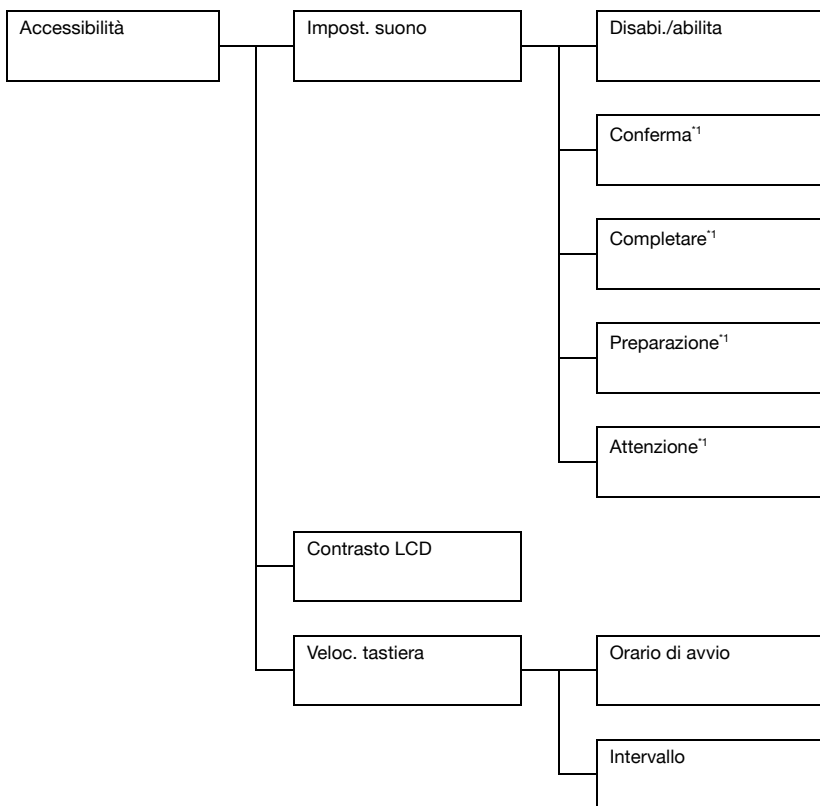 Accessibilità
Impost. suono
Disabi./abilita
Conferma*1
Completare*1
Preparazione*1
Attenzione*1
Contrasto LCD
Veloc. tastiera
Orario di avvio
Intervallo